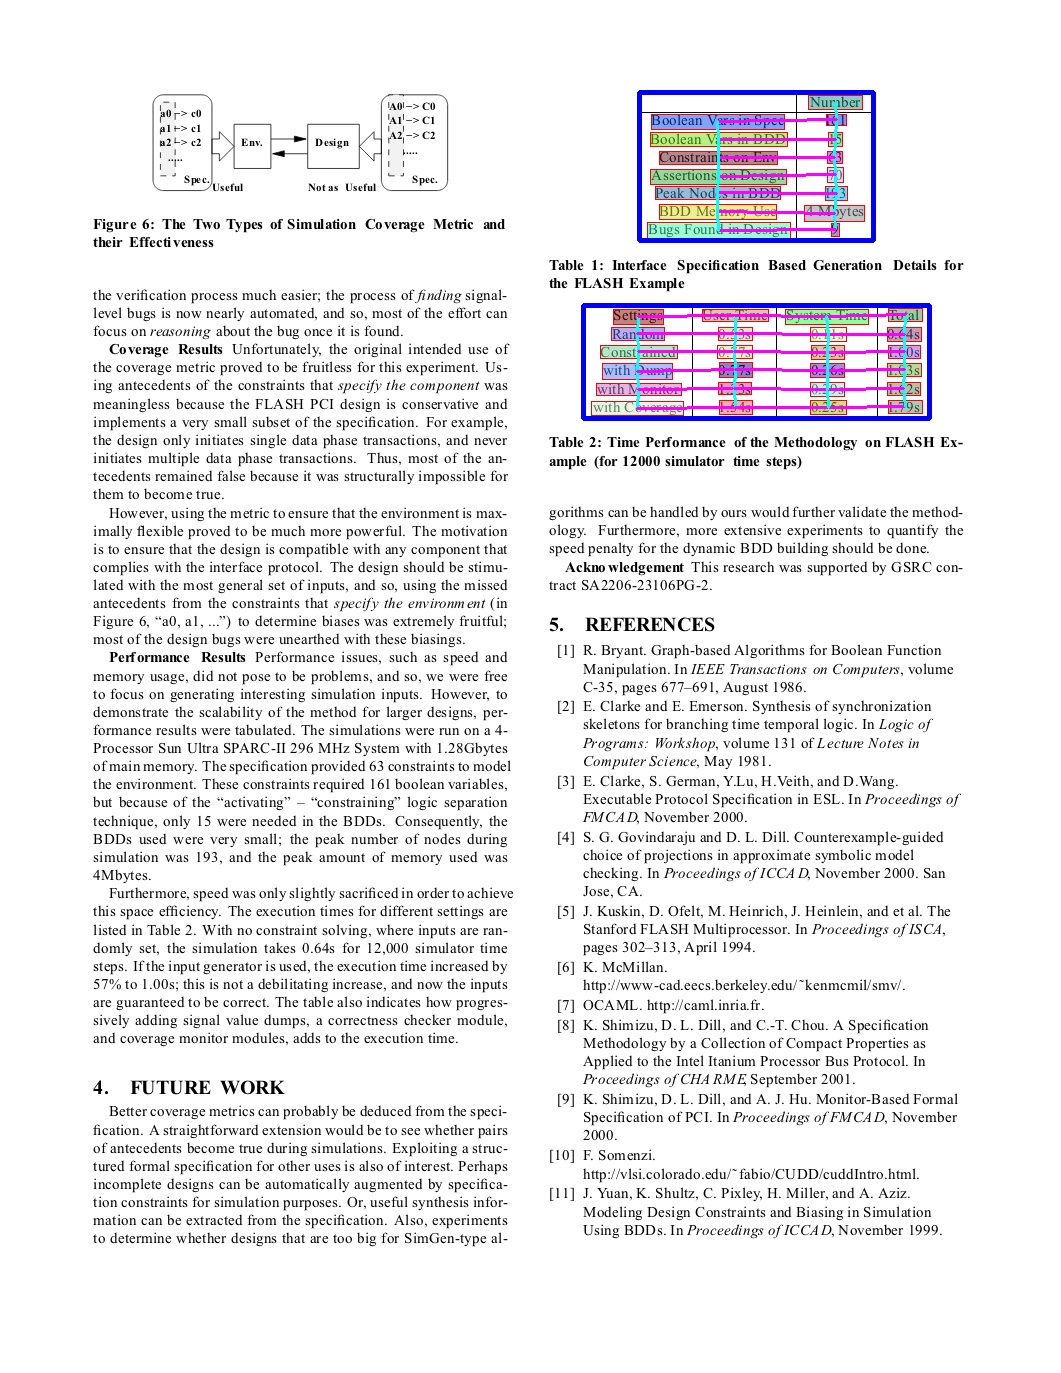 a0 |-> c0
a1 |-> c1
a2 |-> c2
.....
Spec.
Useful
Env.
Design
Not as Useful
A0 |-> C0
A1 |-> C1
A2 |-> C2
.....
Spec.
Figure 6: The Two Types of Simulation Coverage Metric and
their Effectiveness
the verification process much easier; the process of finding signal-
level bugs is now nearly automated, and so, most of the effort can
focus on reasoning about the bug once it is found.
Coverage Results Unfortunately, the original intended use of
the coverage metric proved to be fruitless for this experiment. Us-
ing antecedents of the constraints that specify the component was
meaningless because the FLASH PCI design is conservative and
implements a very small subset of the specification. For example,
the design only initiates single data phase transactions, and never
initiates multiple data phase transactions. Thus, most of the an-
tecedents remained false because it was structurally impossible for
them to become true.
However, using the metric to ensure that the environment is max-
imally flexible proved to be much more powerful. The motivation
is to ensure that the design is compatible with any component that
complies with the interface protocol. The design should be stimu-
lated with the most general set of inputs, and so, using the missed
antecedents from the constraints that specify the environment (in
Figure 6, “a0, a1, ...”) to determine biases was extremely fruitful;
most of the design bugs were unearthed with these biasings.
Performance Results Performance issues, such as speed and
memory usage, did not pose to be problems, and so, we were free
to focus on generating interesting simulation inputs. However, to
demonstrate the scalability of the method for larger designs, per-
formance results were tabulated. The simulations were run on a 4-
Processor Sun Ultra SPARC-II 296 MHz System with 1.28Gbytes
of main memory. The specification provided 63 constraints to model
the environment. These constraints required 161 boolean variables,
but because of the “activating” – “constraining” logic separation
technique, only 15 were needed in the BDDs. Consequently, the
BDDs used were very small; the peak number of nodes during
simulation was 193, and the peak amount of memory used was
4Mbytes.
Furthermore, speed was only slightly sacrificed in order to achieve
this space efficiency. The execution times for different settings are
listed in Table 2. With no constraint solving, where inputs are ran-
domly set, the simulation takes 0.64s for 12,000 simulator time
steps. If the input generator is used, the execution time increased by
57% to 1.00s; this is not a debilitating increase, and now the inputs
are guaranteed to be correct. The table also indicates how progres-
sively adding signal value dumps, a correctness checker module,
and coverage monitor modules, adds to the execution time.
4. FUTURE WORK
Better coverage metrics can probably be deduced from the speci-
fication. A straightforward extension would be to see whether pairs
of antecedents become true during simulations. Exploiting a struc-
tured formal specification for other uses is also of interest. Perhaps
incomplete designs can be automatically augmented by specifica-
tion constraints for simulation purposes. Or, useful synthesis infor-
mation can be extracted from the specification. Also, experiments
to determine whether designs that are too big for SimGen-type al-
Number
Boolean Vars in Spec 161
Boolean Vars in BDD 15
Constraints on Env 63
Assertions on Design
Peak Nodes in BDD 193
BDD Memory Use 4 Mbytes
Bugs Found in Design
Table 1: Interface Specification Based Generation Details for
the FLASH Example
Settings User Time System Time Total
Random 0.64s
Constrained 1.00s
with Dump
with Monitor
with Coverage
Table 2: Time Performance of the Methodology on FLASH Ex-
ample (for 12000 simulator time steps)
gorithms can be handled by ours would further validate the method-
ology. Furthermore, more extensive experiments to quantify the
speed penalty for the dynamic BDD building should be done.
Acknowledgement This research was supported by GSRC con-
tract SA2206-23106PG-2.
5. REFERENCES
[1] R. Bryant. Graph-based Algorithms for Boolean Function
Manipulation. In IEEE Transactions on Computers, volume
C-35, pages 677–691, August 1986.
[2] E. Clarke and E. Emerson. Synthesis of synchronization
skeletons for branching time temporal logic. In Logic of
Programs: Workshop, volume 131 of Lecture Notes in
Computer Science, May 1981.
[3] E. Clarke, S. German, Y.Lu, H.Veith, and D.Wang.
Executable Protocol Specification in ESL. In Proceedings of
FMCAD, November 2000.
[4] S. G. Govindaraju and D. L. Dill. Counterexample-guided
choice of projections in approximate symbolic model
checking. In Proceedings of ICCAD, November 2000. San
Jose, CA.
[5] J. Kuskin, D. Ofelt, M. Heinrich, J. Heinlein, and et al. The
Stanford FLASH Multiprocessor. In Proceedings of ISCA,
pages 302–313, April 1994.
[6] K. McMillan.
http://www-cad.eecs.berkeley.edu/˜kenmcmil/smv/.
[7] OCAML. http://caml.inria.fr.
[8] K. Shimizu, D. L. Dill, and C.-T. Chou. A Specification
Methodology by a Collection of Compact Properties as
Applied to the Intel Itanium Processor Bus Protocol. In
Proceedings of CHARME, September 2001.
[9] K. Shimizu, D. L. Dill, and A. J. Hu. Monitor-Based Formal
Specification of PCI. In Proceedings of FMCAD, November
2000.
[10] F. Somenzi.
http://vlsi.colorado.edu/˜fabio/CUDD/cuddIntro.html.
[11] J. Yuan, K. Shultz, C. Pixley, H. Miller, and A. Aziz.
Modeling Design Constraints and Biasing in Simulation
Using BDDs. In Proceedings of ICCAD, November 1999.